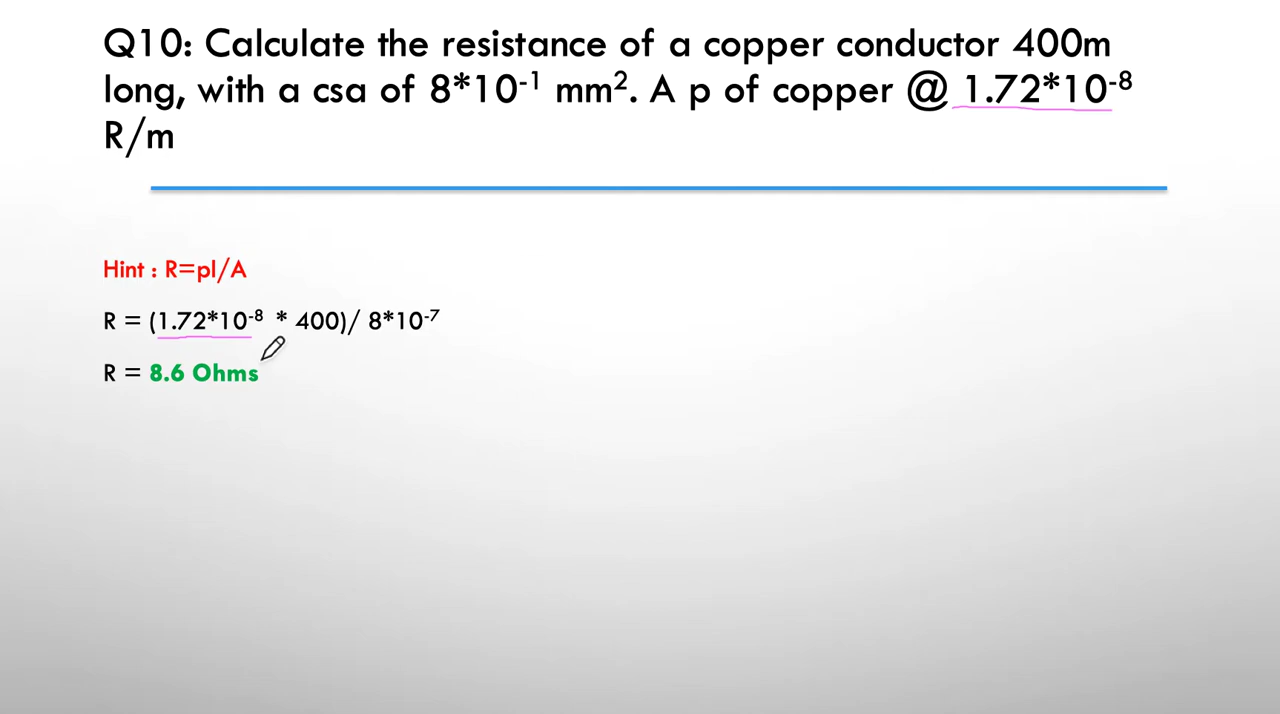 Q10: Calculate the resistance of a copper conductor 400m
long, with a csa of 8*10⁻¹ mm². A p of copper @ 1.72*10⁻⁸
R/m
Hint : R=pl/A
R = (1.72*10⁻⁸ * 400)/ 8*10⁻⁷
R = 8.6 Ohms